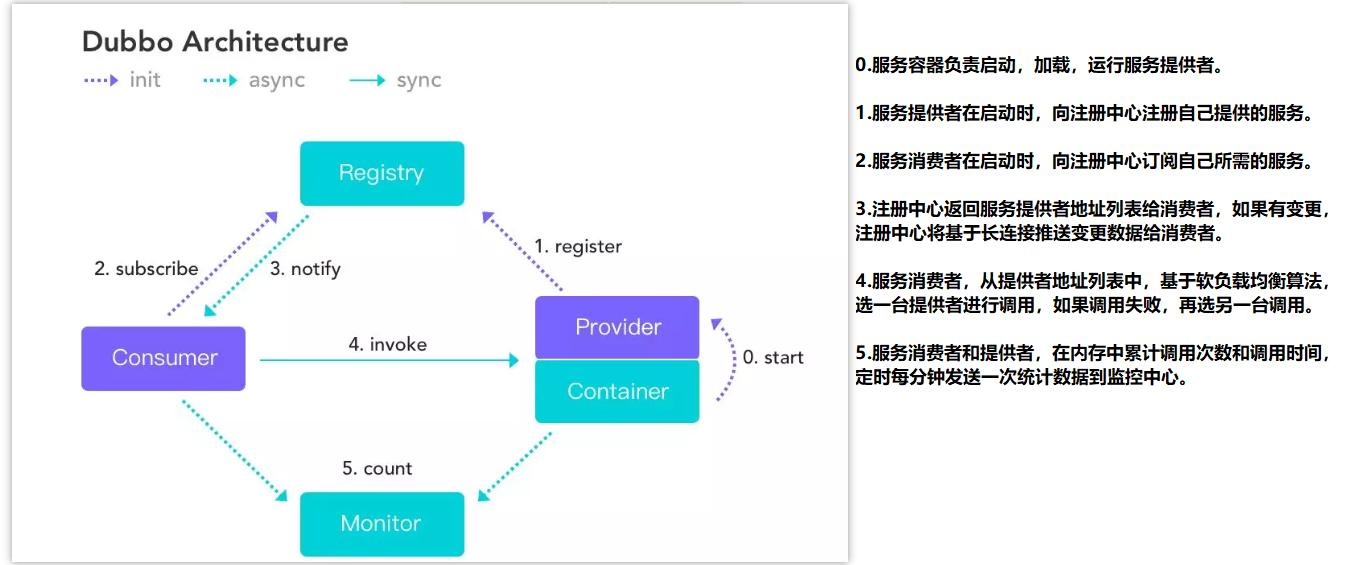 Dubbo Architecture
init async sync
Registry
1. register
2. subscribe
3. notify
Provider
Consumer
4. invoke
0. start
Container
5. count
Monitor
0.服务容器负责启动，加载，运行服务提供者。
1.服务提供者在启动时，向注册中心注册自己提供的服务。
2.服务消费者在启动时，向注册中心订阅自己所需的服务。
3.注册中心返回服务提供者地址列表给消费者，如果有变更，
注册中心将基于长连接推送变更数据给消费者。
4.服务消费者，从提供者地址列表中，基于软负载均衡算法，
选一台提供者进行调用，如果调用失败，再选另一台调用。
5.服务消费者和提供者，在内存中累计调用次数和调用时间，
定时每分钟发送一次统计数据到监控中心。